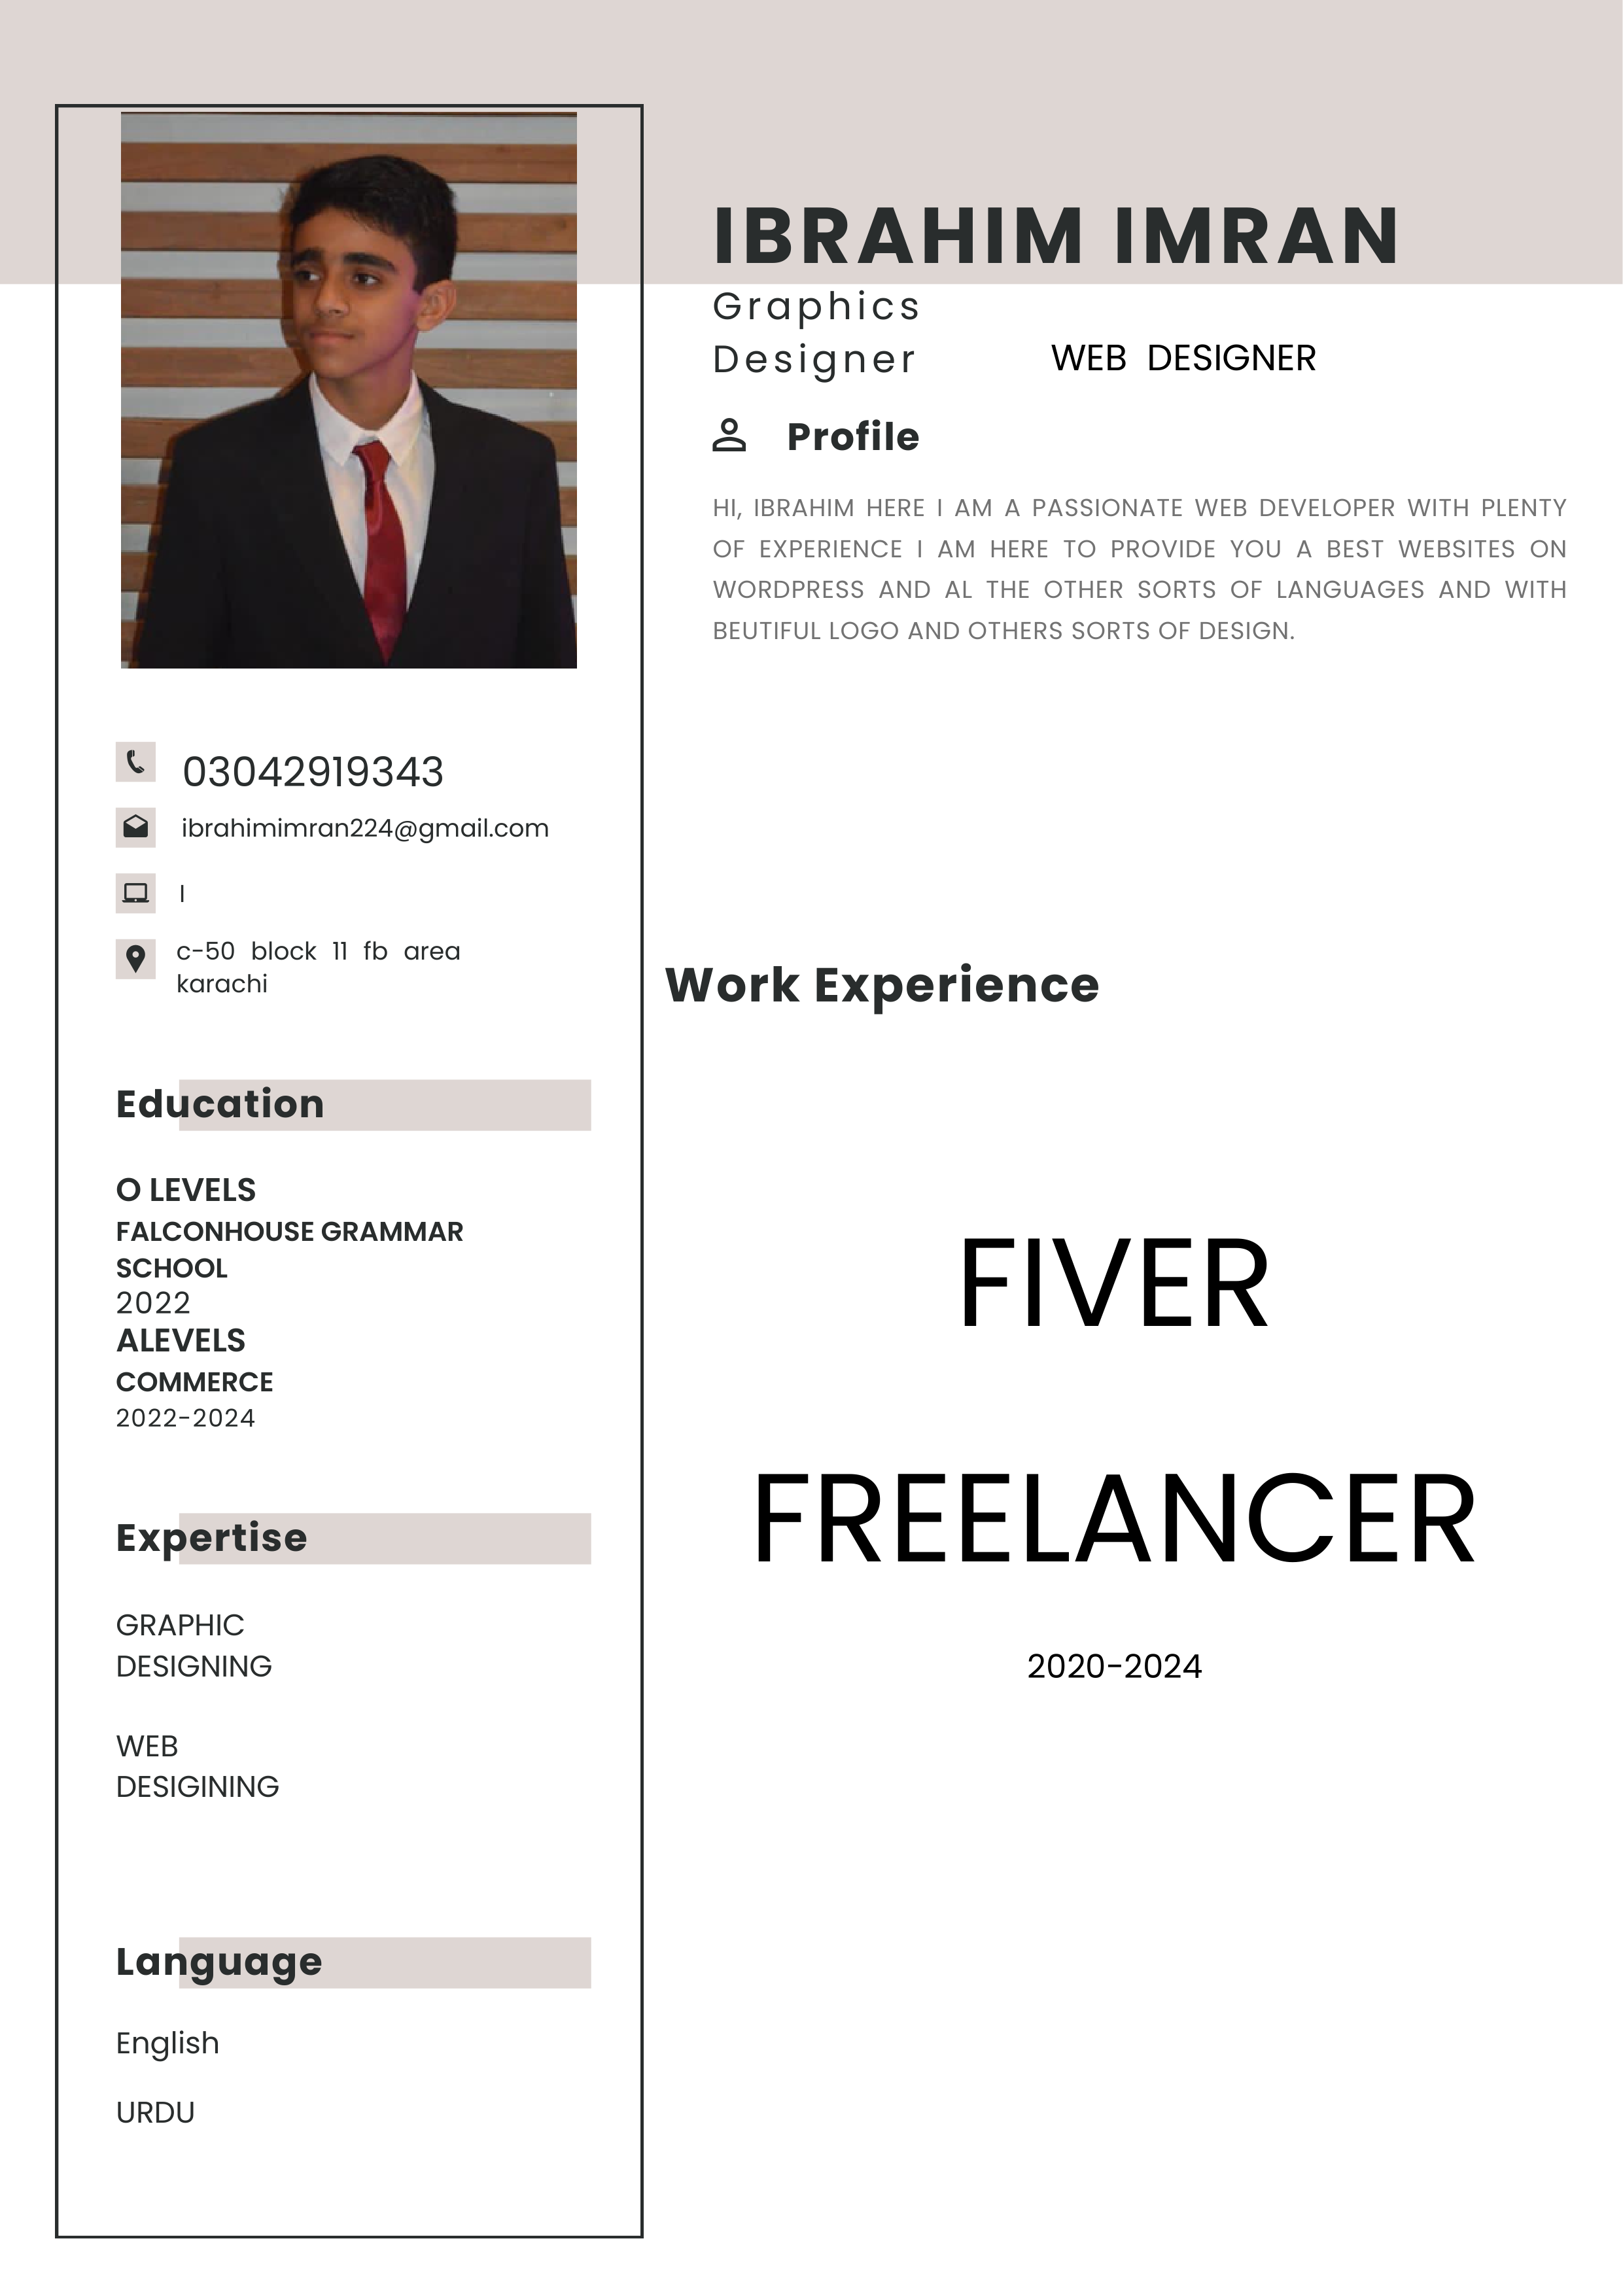 IBRAHIM IMRAN
Graphics
Designer
WEB DESIGNER
Profile
HI, IBRAHIM HERE I AM A PASSIONATE WEB DEVELOPER WITH PLENTY
OF EXPERIENCE I AM HERE TO PROVIDE YOU A BEST WEBSITES ON
WORDPRESS AND AL THE OTHER SORTS OF LANGUAGES AND WITH
BEUTIFUL LOGO AND OTHERS SORTS OF DESIGN.
03042919343
ibrahimimran224@gmail.com
l
c-50 block 11 fb area
karachi
Education
O LEVELS
FALCONHOUSE GRAMMAR
SCHOOL
2022
ALEVELS
COMMERCE
2022-2024
Expertise
GRAPHIC
DESIGNING
WEB
DESIGINING
Language
English
URDU
Work Experience
FIVER
FREELANCER
2020-2024